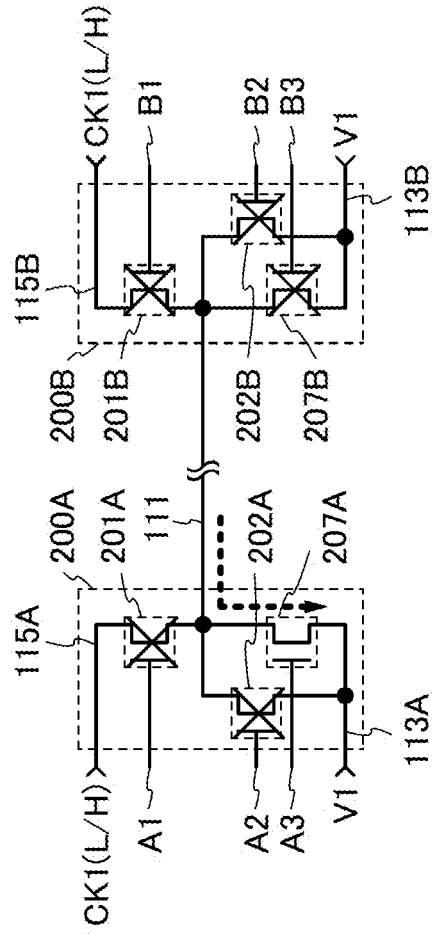 115A
200A
201A
111
202A
207A
CK1(L/H)
A1
A2
A3
V1
113A
115B
200B
201B
202B
207B
CK1(L/H)
B1
B2
B3
V1
113B